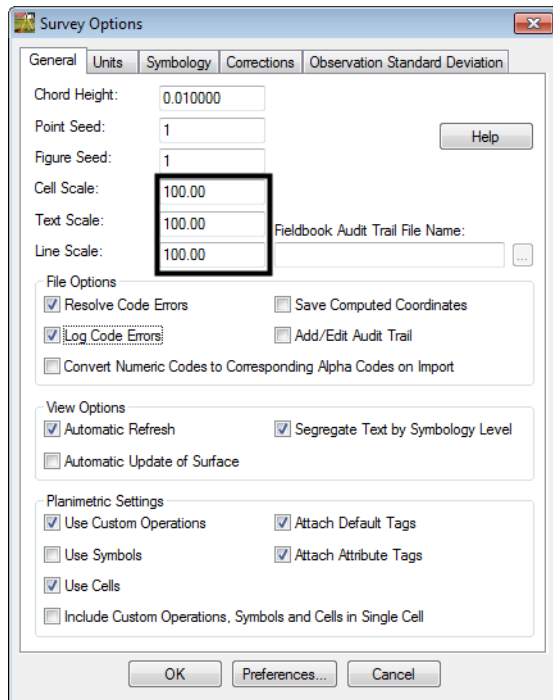 Survey Options
General Units Symbology Corrections Observation Standard Deviation
Chord Height: 0.010000
Point Seed: 1
Help
Figure Seed: 1
Cell Scale: 100.00
Text Scale: 100.00
Fieldbook Audit Trail File Name:
Line Scale: 100.00
...
File Options
Resolve Code Errors Save Computed Coordinates
Log Code Errors Add/Edit Audit Trail
Convert Numeric Codes to Corresponding Alpha Codes on Import
View Options
Automatic Refresh Segregate Text by Symbology Level
Automatic Update of Surface
Planimetric Settings
Use Custom Operations Attach Default Tags
Use Symbols Attach Attribute Tags
Use Cells
Include Custom Operations, Symbols and Cells in Single Cell
OK Preferences... Cancel